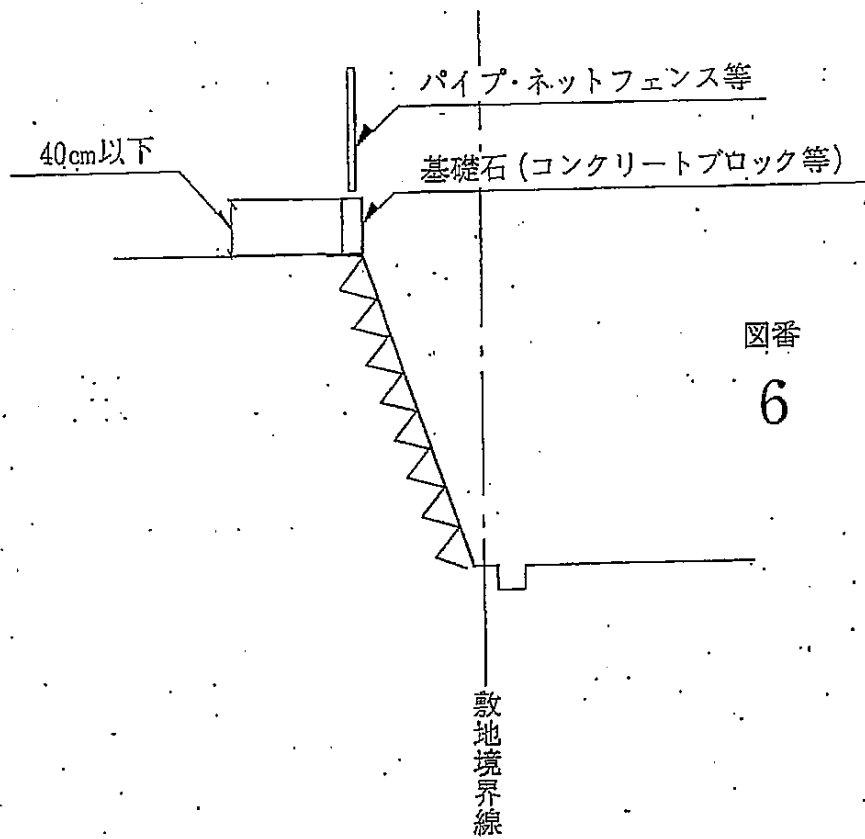 パイプ・ネットフェンス等
40cm以下
基礎石(コンクリートブロック等)
図番
6
敷地境界線